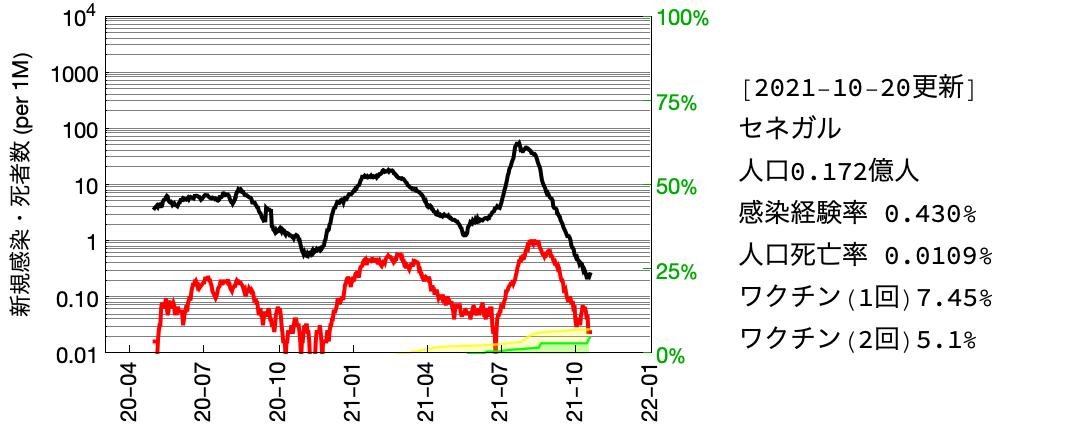 新規感染・死者数 (per 1M)
10^4
1000
100
10
1
0.10
0.01
100%
75%
50%
25%
0%
20-04
20-07
20-10
21-01
21-04
21-07
21-10
22-01
[2021-10-20更新]
セネガル
人口0.172億人
感染経験率 0.430%
人口死亡率 0.0109%
ワクチン(1回)7.45%
ワクチン(2回)5.1%